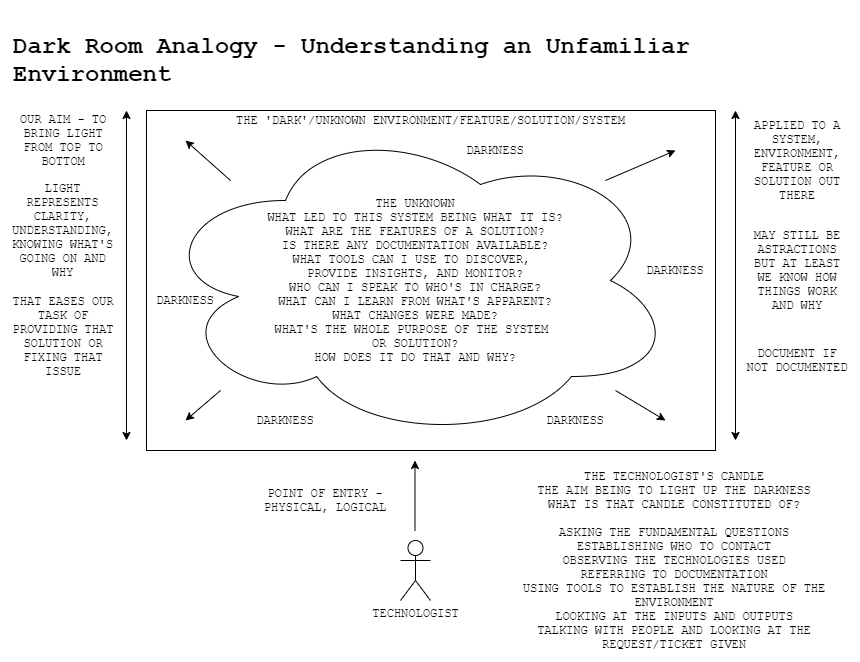 Dark Room Analogy - Understanding an Unfamiliar
Environment
OUR AIM - TO
BRING LIGHT
FROM TOP TO
BOTTOM
LIGHT
REPRESENTS
CLARITY,
UNDERSTANDING,
KNOWING WHAT'S
GOING ON AND
WHY
THAT EASES OUR
TASK OF
PROVIDING THAT
SOLUTION OR
FIXING THAT
ISSUE
THE 'DARK'/UNKNOWN ENVIRONMENT/FEATURE/SOLUTION/SYSTEM
DARKNESS
THE UNKNOWN
WHAT LED TO THIS SYSTEM BEING WHAT IT IS?
WHAT ARE THE FEATURES OF A SOLUTION?
IS THERE ANY DOCUMENTATION AVAILABLE?
WHAT TOOLS CAN I USE TO DISCOVER,
PROVIDE INSIGHTS, AND MONITOR?
WHO CAN I SPEAK TO WHO'S IN CHARGE?
WHAT CAN I LEARN FROM WHAT'S APPARENT?
WHAT CHANGES WERE MADE?
WHAT'S THE WHOLE PURPOSE OF THE SYSTEM
OR SOLUTION?
HOW DOES IT DO THAT AND WHY?
DARKNESS
DARKNESS
DARKNESS
DARKNESS
APPLIED TO A
SYSTEM,
ENVIRONMENT,
FEATURE OR
SOLUTION OUT
THERE
MAY STILL BE
ASTRACTIONS
BUT AT LEAST
WE KNOW HOW
THINGS WORK
AND WHY
DOCUMENT IF
NOT DOCUMENTED
POINT OF ENTRY -
PHYSICAL, LOGICAL
TECHNOLOGIST
THE TECHNOLOGIST'S CANDLE
THE AIM BEING TO LIGHT UP THE DARKNESS
WHAT IS THAT CANDLE CONSTITUTED OF?
ASKING THE FUNDAMENTAL QUESTIONS
ESTABLISHING WHO TO CONTACT
OBSERVING THE TECHNOLOGIES USED
REFERRING TO DOCUMENTATION
USING TOOLS TO ESTABLISH THE NATURE OF THE
ENVIRONMENT
LOOKING AT THE INPUTS AND OUTPUTS
TALKING WITH PEOPLE AND LOOKING AT THE
REQUEST/TICKET GIVEN